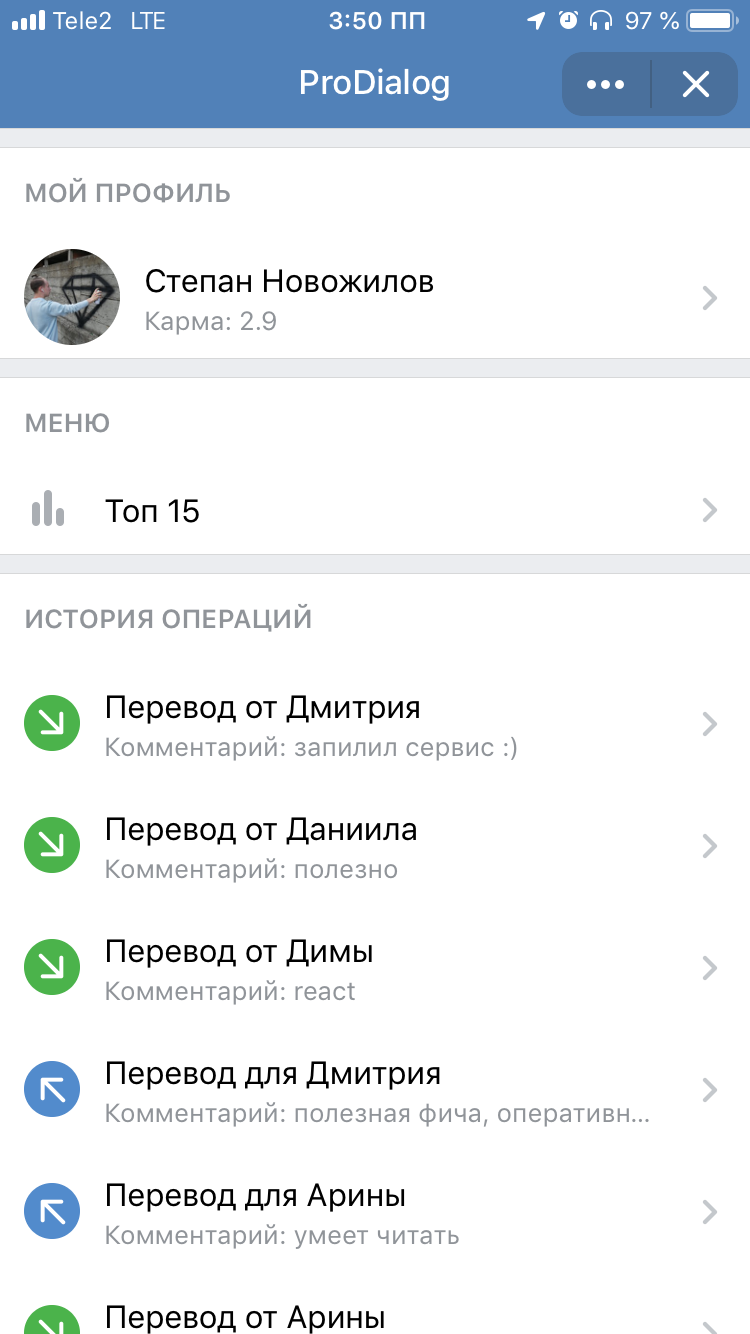 Tele2 LTE 3:50 ПП 97 %
ProDialog
МОЙ ПРОФИЛЬ
Степан Новожилов
Карма: 2.9
МЕНЮ
Топ 15
ИСТОРИЯ ОПЕРАЦИЙ
Перевод от Дмитрия
Комментарий: запилил сервис :)
Перевод от Даниила
Комментарий: полезно
Перевод от Димы
Комментарий: react
Перевод для Дмитрия
Комментарий: полезная фича, оперативн...
Перевод для Арины
Комментарий: умеет читать
Перевод от Арины